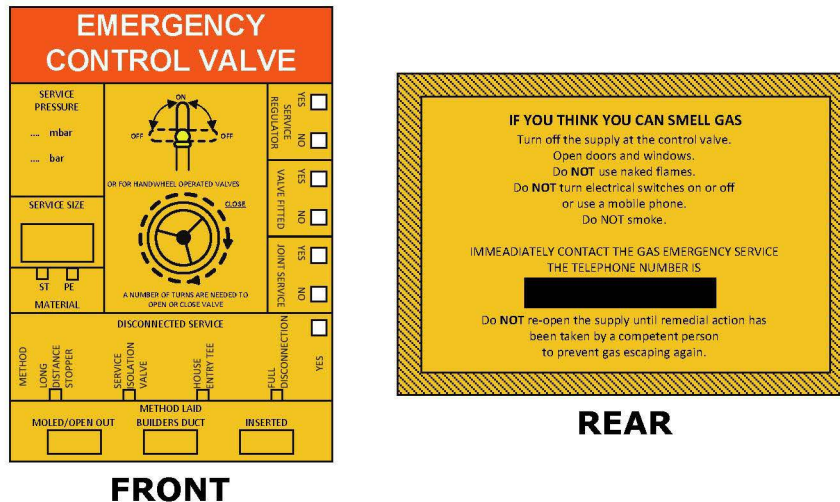 EMERGENCY
CONTROL VALVE
SERVICE
PRESSURE
.... mbar
.... bar
ON
OFF
OFF
OR FOR HANDWHEEL OPERATED VALVES
CLOSE
A NUMBER OF TURNS ARE NEEDED TO
OPEN OR CLOSE VALVE
SERVICE
REGULATOR
YES
NO
VALVE FITTED
YES
NO
JOINT SERVICE
YES
NO
SERVICE SIZE
ST PE
MATERIAL
DISCONNECTED SERVICE
YES
METHOD
LONG
DISTANCE
STOPPER
SERVICE
ISOLATION
VALVE
HOUSE
ENTRY TEE
FULL
DISCONNECTION
METHOD LAID
MOLED/OPEN OUT BUILDERS DUCT INSERTED
FRONT
IF YOU THINK YOU CAN SMELL GAS
Turn off the supply at the control valve.
Open doors and windows.
Do NOT use naked flames.
Do NOT turn electrical switches on or off
or use a mobile phone.
Do NOT smoke.
IMMEADIATELY CONTACT THE GAS EMERGENCY SERVICE
THE TELEPHONE NUMBER IS
Do NOT re-open the supply until remedial action has
been taken by a competent person
to prevent gas escaping again.
REAR